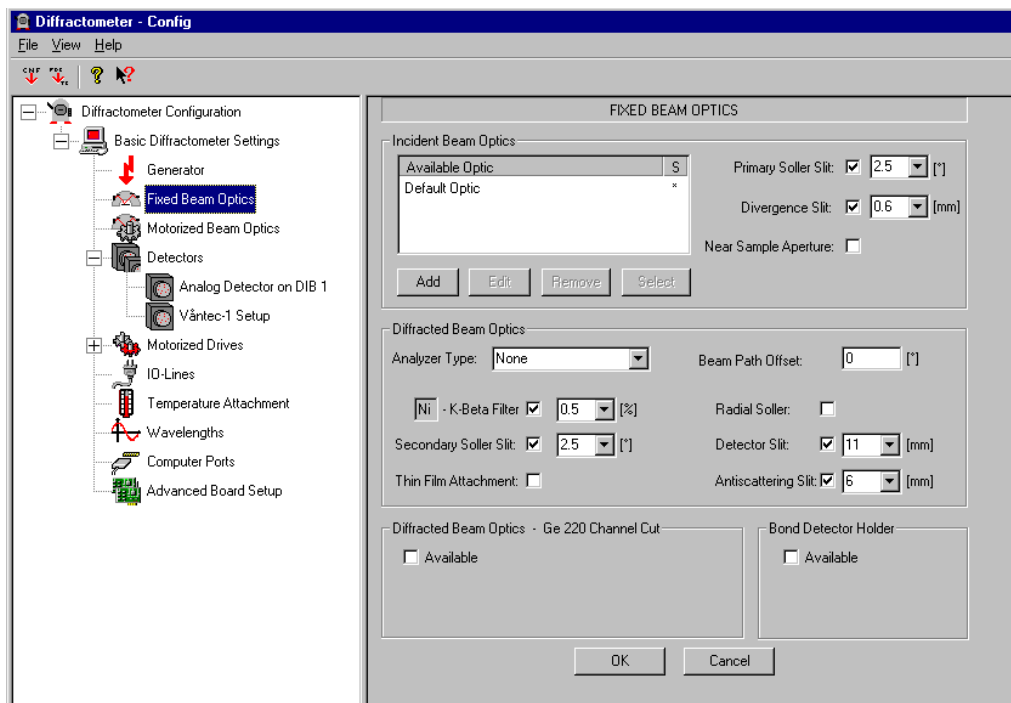 Diffractometer - Config
File View Help
Diffractometer Configuration
Basic Diffractometer Settings
Generator
Fixed Beam Optics
Motorized Beam Optics
Detectors
Analog Detector on DIB 1
Våntec-1 Setup
Motorized Drives
IO-Lines
Temperature Attachment
Wavelengths
Computer Ports
Advanced Board Setup
FIXED BEAM OPTICS
Incident Beam Optics
Available Optic S
Default Optic *
Add Edit Remove Select
Primary Soller Slit: 2.5 [°]
Divergence Slit: 0.6 [mm]
Near Sample Aperture:
Diffracted Beam Optics
Analyzer Type: None Beam Path Offset: 0 [°]
Ni - K-Beta Filter 0.5 [%] Radial Soller:
Secondary Soller Slit: 2.5 [°] Detector Slit: 11 [mm]
Thin Film Attachment: Antiscattering Slit: 6 [mm]
Diffracted Beam Optics - Ge 220 Channel Cut
Available
Bond Detector Holder
Available
OK Cancel